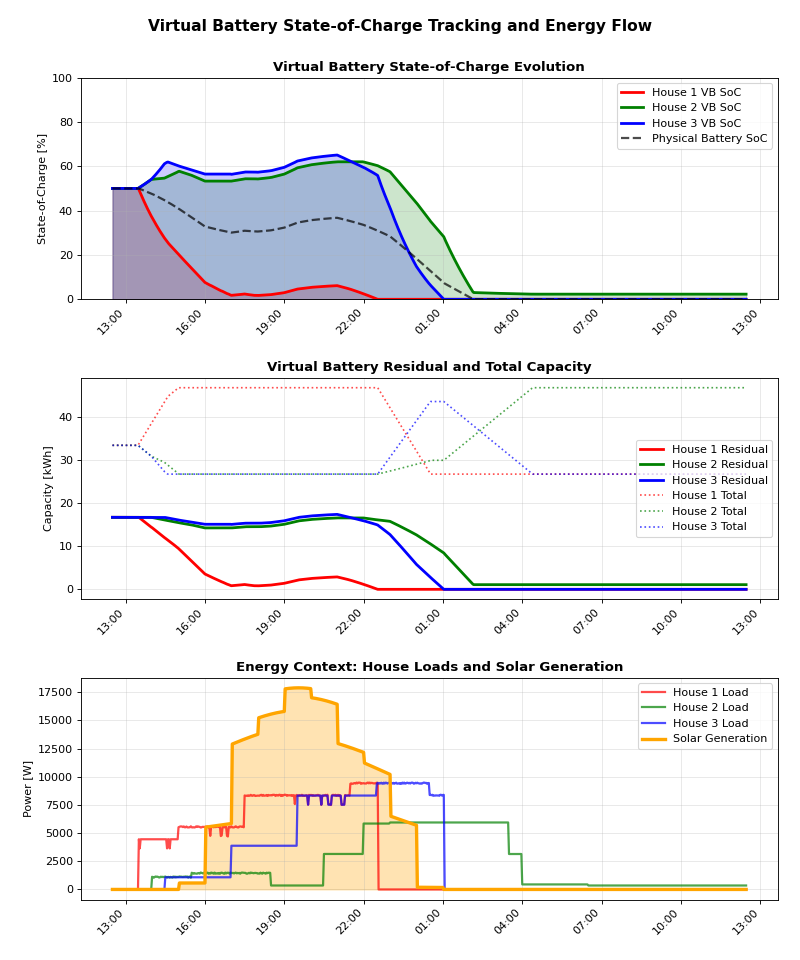 Virtual Battery State-of-Charge Tracking and Energy Flow
Virtual Battery State-of-Charge Evolution
State-of-Charge [%]
100
80
60
40
20
0
House 1 VB SoC
House 2 VB SoC
House 3 VB SoC
Physical Battery SoC
13:00
16:00
19:00
22:00
01:00
04:00
07:00
10:00
13:00
Virtual Battery Residual and Total Capacity
Capacity [kWh]
40
30
20
10
0
House 1 Residual
House 2 Residual
House 3 Residual
House 1 Total
House 2 Total
House 3 Total
13:00
16:00
19:00
22:00
01:00
04:00
07:00
10:00
13:00
Energy Context: House Loads and Solar Generation
Power [W]
17500
15000
12500
10000
7500
5000
2500
0
House 1 Load
House 2 Load
House 3 Load
Solar Generation
13:00
16:00
19:00
22:00
01:00
04:00
07:00
10:00
13:00